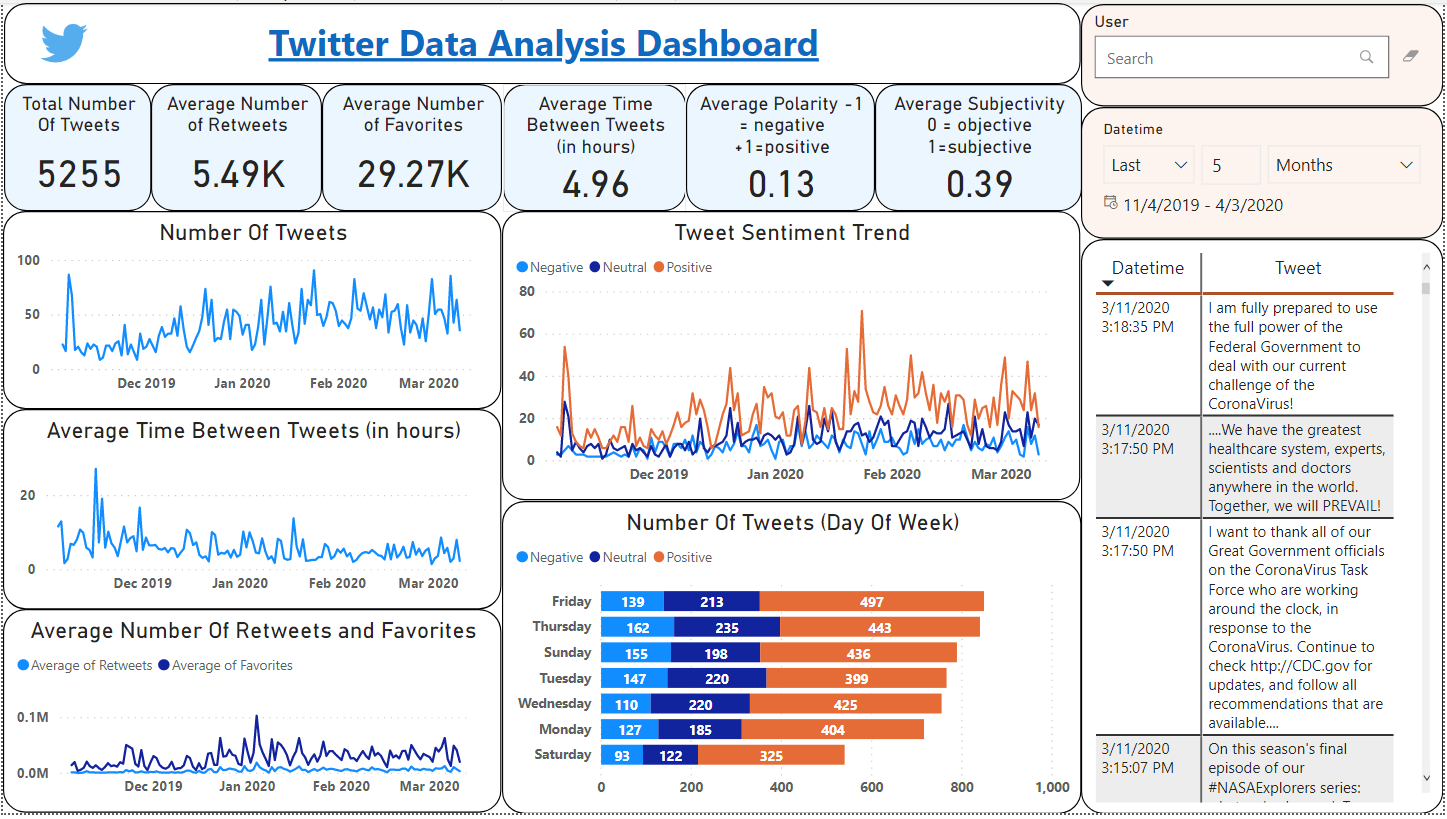 Twitter Data Analysis Dashboard
User
Search
Total Number
Of Tweets
5255
Average Number
of Retweets
5.49K
Average Number
of Favorites
29.27K
Average Time
Between Tweets
(in hours)
4.96
Average Polarity -1
= negative
+1=positive
0.13
Average Subjectivity
0 = objective
1=subjective
0.39
Datetime
Last
5
Months
11/4/2019 - 4/3/2020
Number Of Tweets
100
50
0
Dec 2019
Jan 2020
Feb 2020
Mar 2020
Average Time Between Tweets (in hours)
20
0
Dec 2019
Jan 2020
Feb 2020
Mar 2020
Average Number Of Retweets and Favorites
Average of Retweets
Average of Favorites
0.1M
0.0M
Dec 2019
Jan 2020
Feb 2020
Mar 2020
Tweet Sentiment Trend
Negative
Neutral
Positive
80
60
40
20
0
Dec 2019
Jan 2020
Feb 2020
Mar 2020
Number Of Tweets (Day Of Week)
Negative
Neutral
Positive
Friday 139 213 497
Thursday 162 235 443
Sunday 155 198 436
Tuesday 147 220 399
Wednesday 110 220 425
Monday 127 185 404
Saturday 93 122 325
0 200 400 600 800 1,000
Datetime
Tweet
3/11/2020
3:18:35 PM
I am fully prepared to use
the full power of the
Federal Government to
deal with our current
challenge of the
CoronaVirus!
3/11/2020
3:17:50 PM
....We have the greatest
healthcare system, experts,
scientists and doctors
anywhere in the world.
Together, we will PREVAIL!
3/11/2020
3:17:50 PM
I want to thank all of our
Great Government officials
on the CoronaVirus Task
Force who are working
around the clock, in
response to the
CoronaVirus. Continue to
check http://CDC.gov for
updates, and follow all
recommendations that are
available....
3/11/2020
3:15:07 PM
On this season's final
episode of our
#NASAExplorers series: